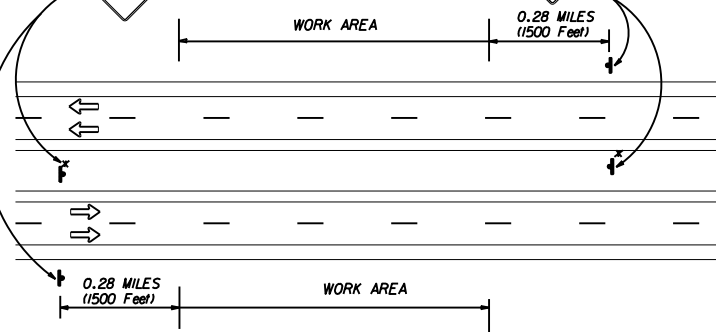 WORK AREA
0.28 MILES
(1500 Feet)
x
x
0.28 MILES
(1500 Feet)
WORK AREA